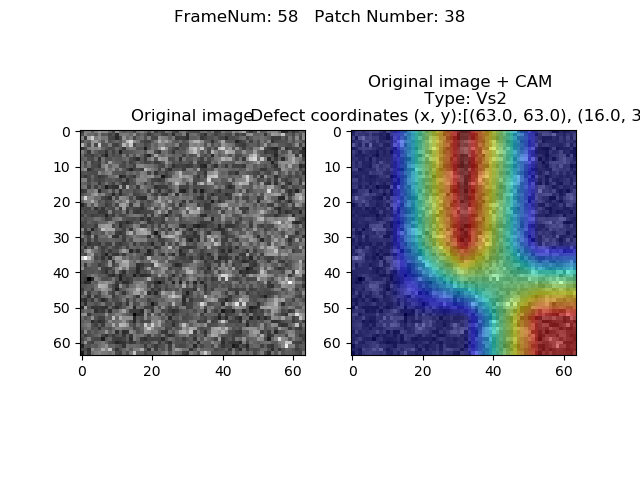 FrameNum: 58   Patch Number: 38
Original image + CAM
Type: Vs2
Original image
Defect coordinates (x, y):[(63.0, 63.0), (16.0, 3
0
10
20
30
40
50
60
0 20 40 60
0
10
20
30
40
50
60
0 20 40 60